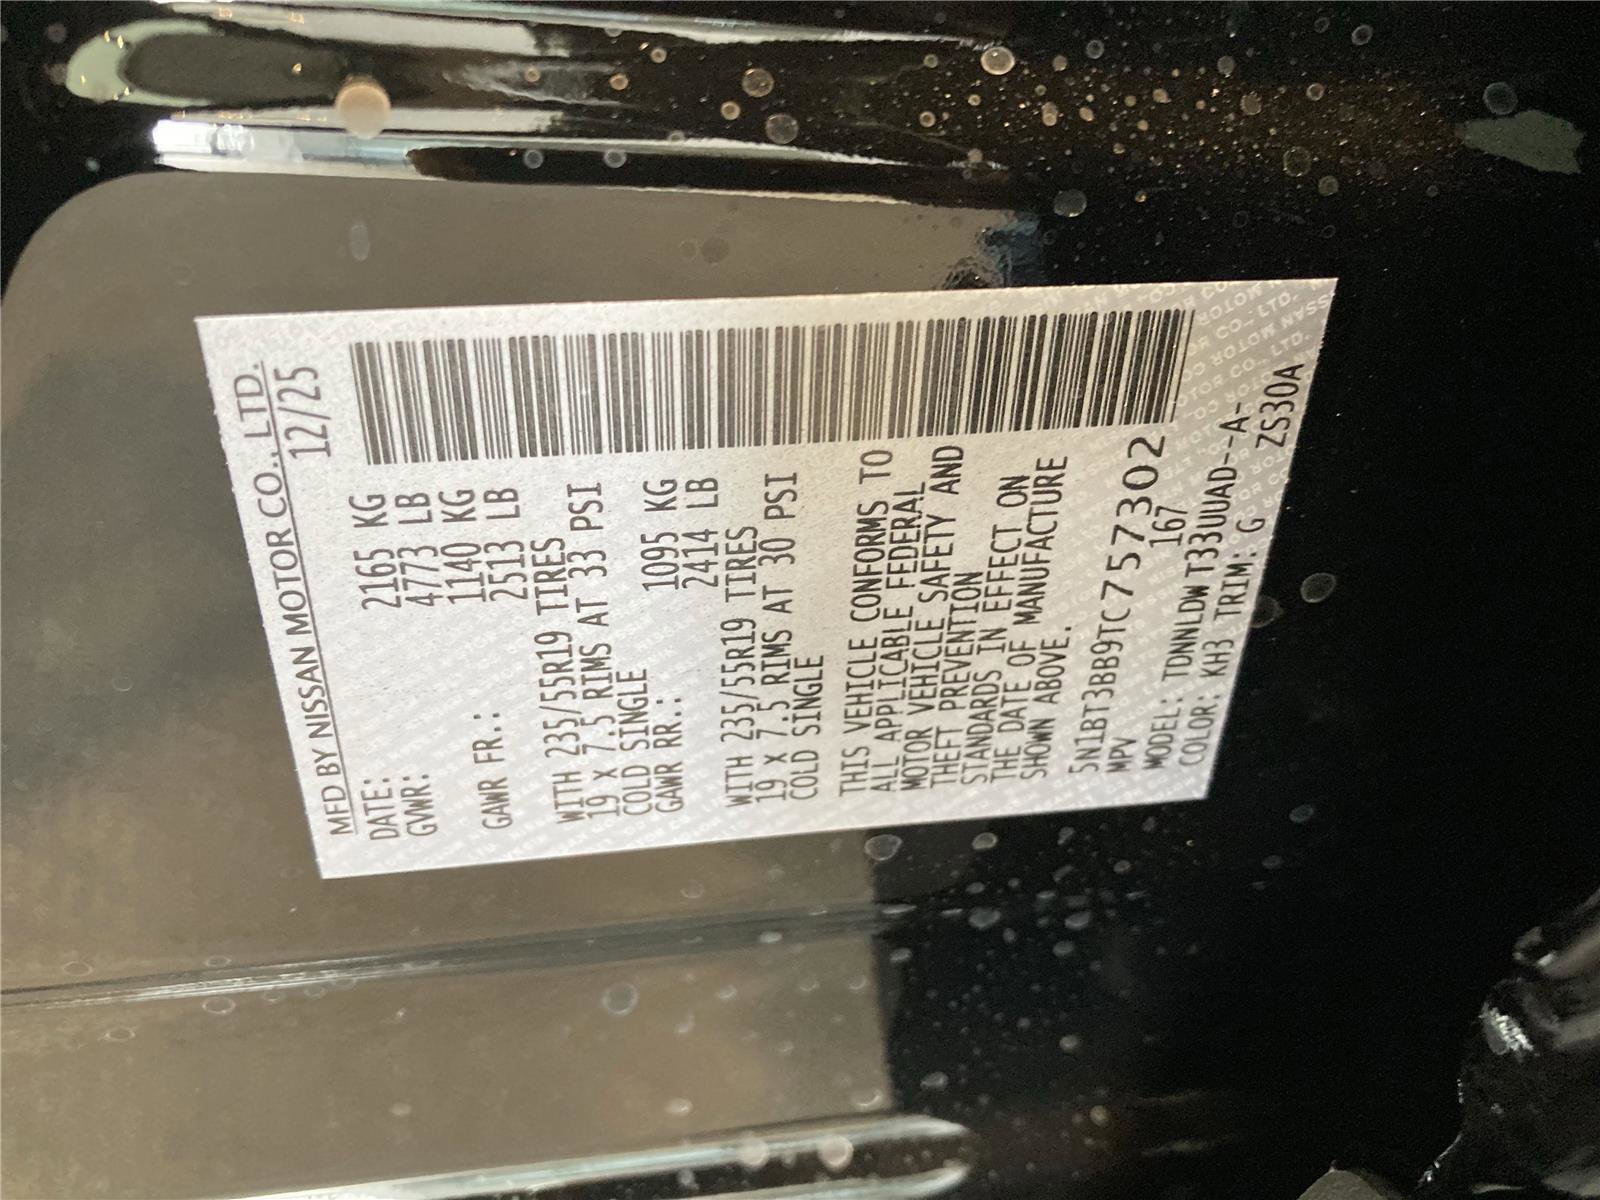 MFD BY NISSAN MOTOR CO., LTD.
DATE: 12/25
GVWR: 2165 KG
4773 LB
GAWR FR.: 1140 KG
2513 LB
WITH 235/55R19 TIRES
19 X 7.5 RIMS AT 33 PSI
COLD SINGLE
GAWR RR.: 1095 KG
2414 LB
WITH 235/55R19 TIRES
19 X 7.5 RIMS AT 30 PSI
COLD SINGLE
THIS VEHICLE CONFORMS TO
ALL APPLICABLE FEDERAL
MOTOR VEHICLE SAFETY AND
THEFT PREVENTION
STANDARDS IN EFFECT ON
THE DATE OF MANUFACTURE
SHOWN ABOVE.
5N1BT3BB9TC757302
MPV 167
MODEL: TDNNLDW T33UUAD--A-
COLOR: KH3 TRIM: G ZS30A